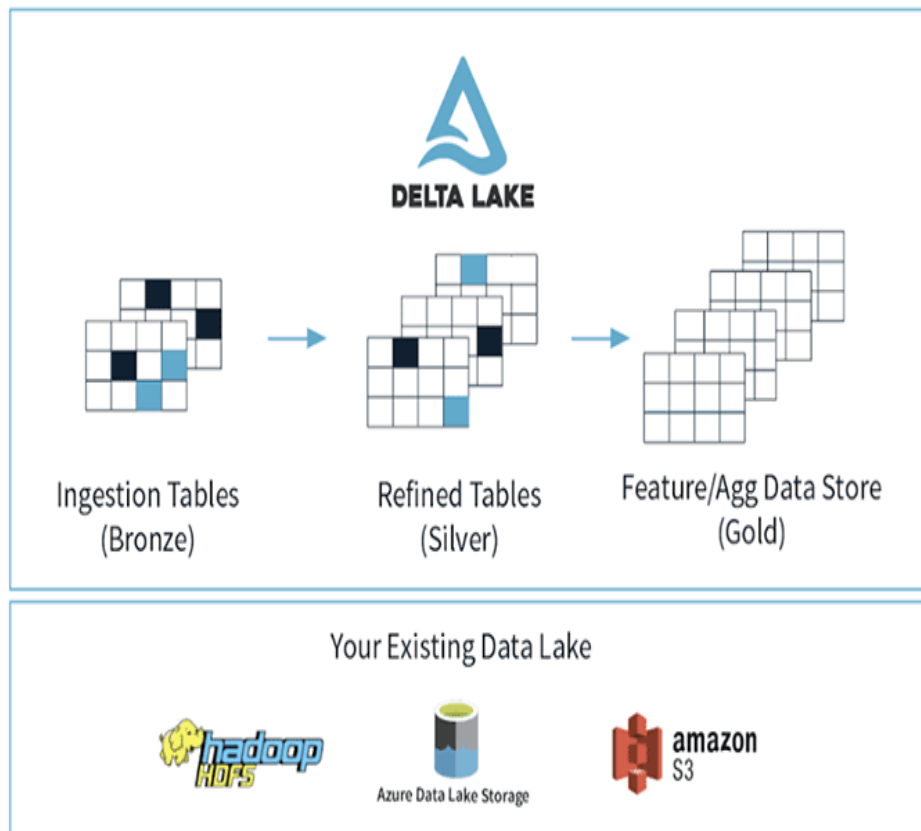 DELTA LAKE
Ingestion Tables
(Bronze)
Refined Tables
(Silver)
Feature/Agg Data Store
(Gold)
Your Existing Data Lake
hadoop
HDFS
Azure Data Lake Storage
amazon
S3